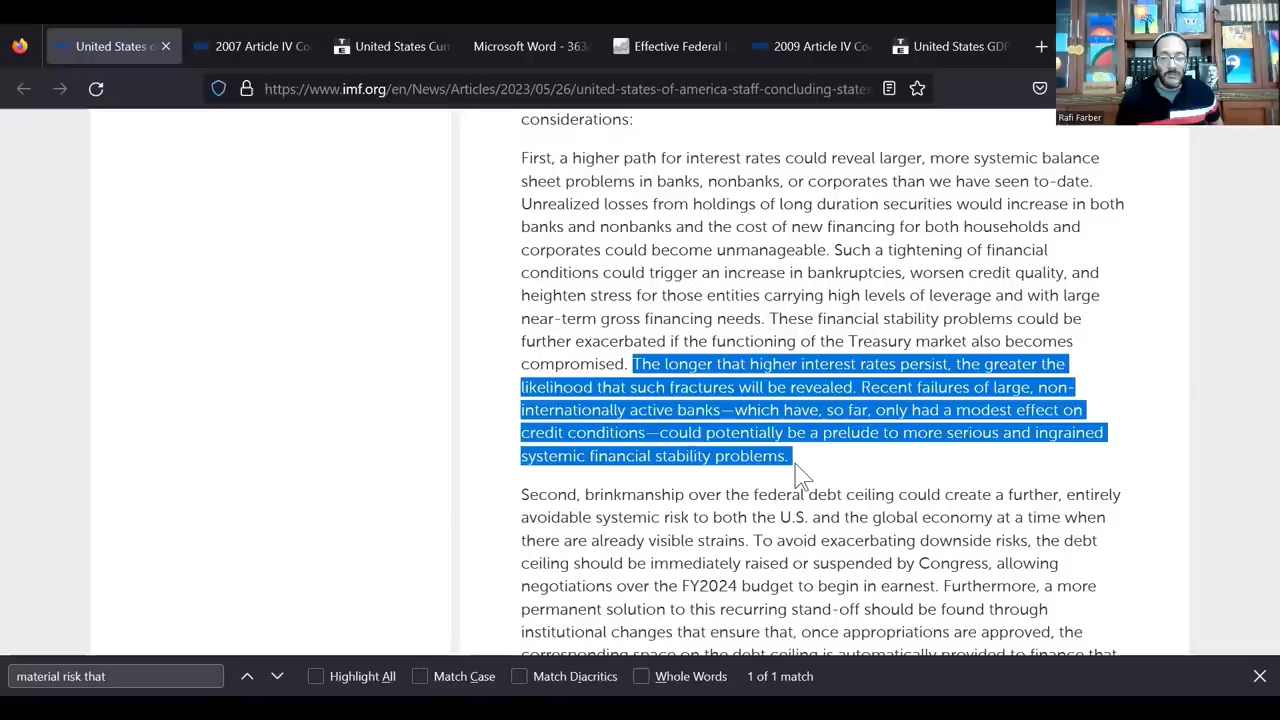 United States o
2007 Article IV Co
United States Curr
Microsoft Word - 363
Effective Federal
2009 Article IV Co
United States GDP
https://www.imf.org/en/News/Articles/2023/05/26/united-states-of-america-staff-concluding-stater
Rafi Farber
considerations:
First, a higher path for interest rates could reveal larger, more systemic balance
sheet problems in banks, nonbanks, or corporates than we have seen to-date.
Unrealized losses from holdings of long duration securities would increase in both
banks and nonbanks and the cost of new financing for both households and
corporates could become unmanageable. Such a tightening of financial
conditions could trigger an increase in bankruptcies, worsen credit quality, and
heighten stress for those entities carrying high levels of leverage and with large
near-term gross financing needs. These financial stability problems could be
further exacerbated if the functioning of the Treasury market also becomes
compromised. The longer that higher interest rates persist, the greater the
likelihood that such fractures will be revealed. Recent failures of large, non-
internationally active banks—which have, so far, only had a modest effect on
credit conditions—could potentially be a prelude to more serious and ingrained
systemic financial stability problems.
Second, brinkmanship over the federal debt ceiling could create a further, entirely
avoidable systemic risk to both the U.S. and the global economy at a time when
there are already visible strains. To avoid exacerbating downside risks, the debt
ceiling should be immediately raised or suspended by Congress, allowing
negotiations over the FY2024 budget to begin in earnest. Furthermore, a more
permanent solution to this recurring stand-off should be found through
institutional changes that ensure that, once appropriations are approved, the
corresponding space on the debt ceiling is automatically provided to finance that
material risk that
Highlight All
Match Case
Match Diacritics
Whole Words
1 of 1 match